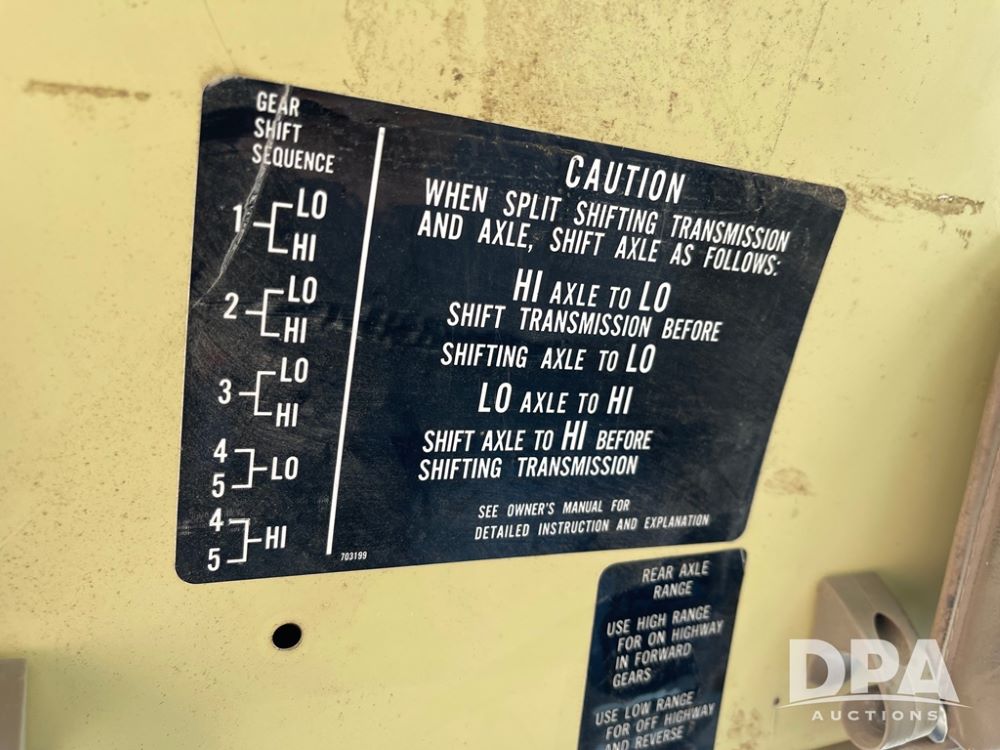 GEAR
SHIFT
SEQUENCE
1 LO
HI
2 LO
HI
3 LO
HI
4
5 LO
4
5 HI
703199
CAUTION
WHEN SPLIT SHIFTING TRANSMISSION
AND AXLE, SHIFT AXLE AS FOLLOWS:
HI AXLE TO LO
SHIFT TRANSMISSION BEFORE
SHIFTING AXLE TO LO
LO AXLE TO HI
SHIFT AXLE TO HI BEFORE
SHIFTING TRANSMISSION
SEE OWNER'S MANUAL FOR
DETAILED INSTRUCTION AND EXPLANATION
REAR AXLE
RANGE
USE HIGH RANGE
FOR ON HIGHWAY
IN FORWARD
GEARS
USE LOW RANGE
FOR OFF HIGHWAY
AND REVERSE
DPA
AUCTIONS